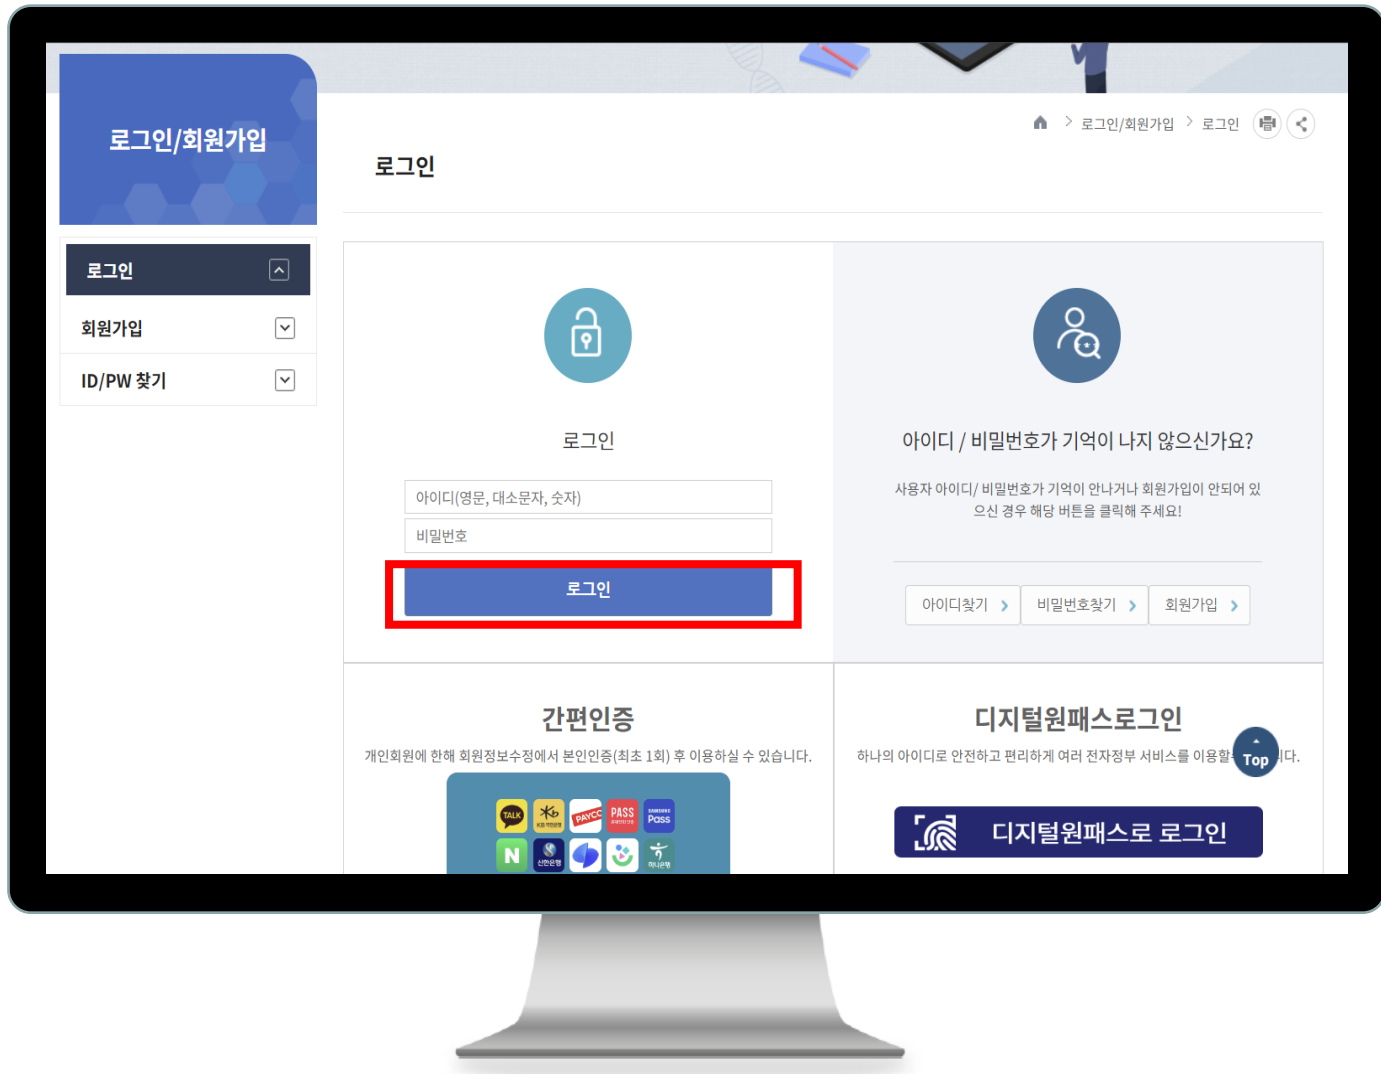 로그인/회원가입
로그인/회원가입 > 로그인
로그인
로그인
회원가입
ID/PW 찾기
로그인
아이디(영문, 대소문자, 숫자)
비밀번호
로그인
아이디 / 비밀번호가 기억이 나지 않으신가요?
사용자 아이디/ 비밀번호가 기억이 안나거나 회원가입이 안되어 있
으신 경우 해당 버튼을 클릭해 주세요!
아이디찾기
비밀번호찾기
회원가입
간편인증
개인회원에 한해 회원정보수정에서 본인인증(최초 1회) 후 이용하실 수 있습니다.
TALK
PAYCO
PASS
SAMSUNG
Pass
N
신한은행
하나은행
디지털원패스로그인
하나의 아이디로 안전하고 편리하게 여러 전자정부 서비스를 이용할
Top
디지털원패스로 로그인